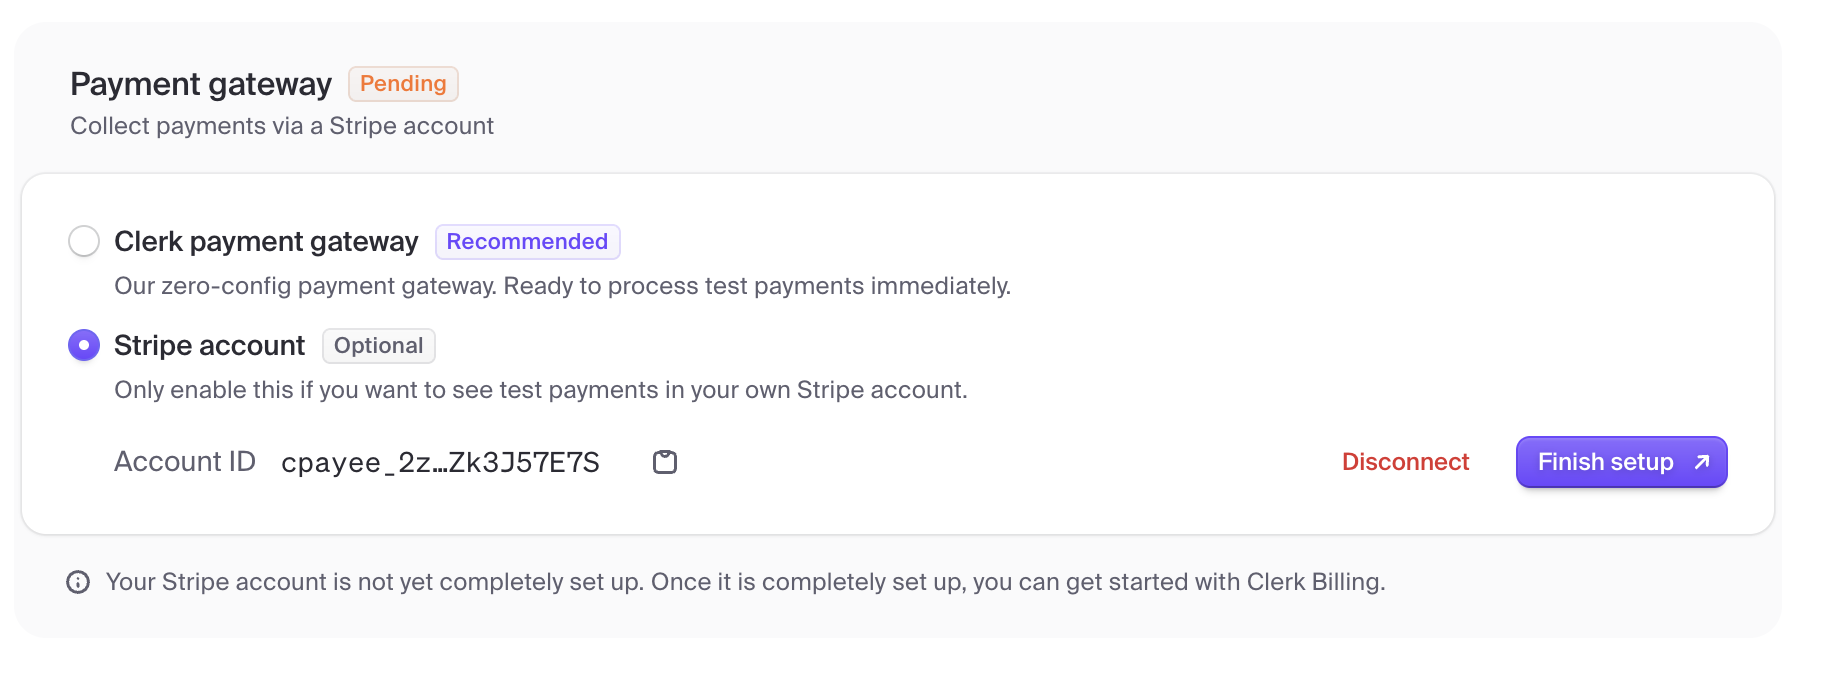 Payment gateway Pending
Collect payments via a Stripe account
Clerk payment gateway Recommended
Our zero-config payment gateway. Ready to process test payments immediately.
Stripe account Optional
Only enable this if you want to see test payments in your own Stripe account.
Account ID cpayee_2z…Zk3J57E7S Disconnect Finish setup
Your Stripe account is not yet completely set up. Once it is completely set up, you can get started with Clerk Billing.